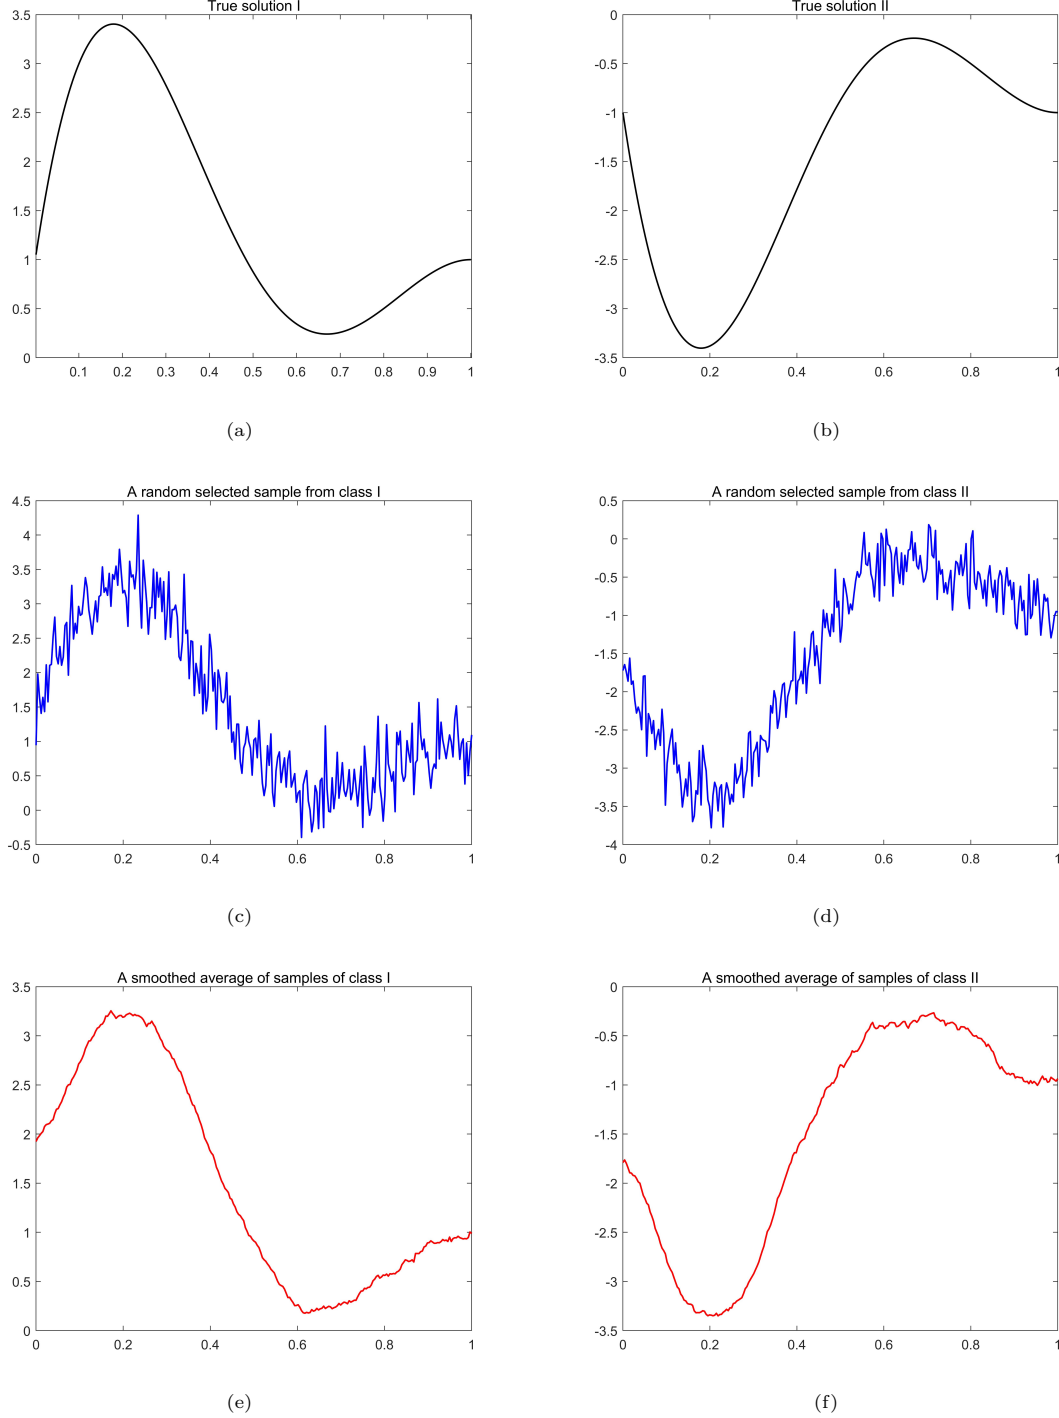 True solution I
3.5
3
2.5
2
1.5
1
0.5
0
0.1 0.2 0.3 0.4 0.5 0.6 0.7 0.8 0.9 1
(a)
True solution II
0
-0.5
-1
-1.5
-2
-2.5
-3
-3.5
0 0.2 0.4 0.6 0.8 1
(b)
A random selected sample from class I
4.5
4
3.5
3
2.5
2
1.5
1
0.5
0
-0.5
0 0.2 0.4 0.6 0.8 1
(c)
A random selected sample from class II
0.5
0
-0.5
-1
-1.5
-2
-2.5
-3
-3.5
-4
0 0.2 0.4 0.6 0.8 1
(d)
A smoothed average of samples of class I
3.5
3
2.5
2
1.5
1
0.5
0
0 0.2 0.4 0.6 0.8 1
(e)
A smoothed average of samples of class II
0
-0.5
-1
-1.5
-2
-2.5
-3
-3.5
0 0.2 0.4 0.6 0.8 1
(f)